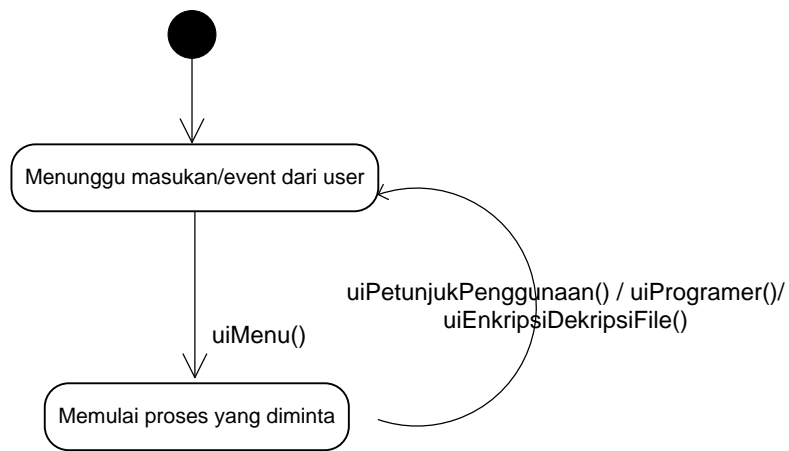 Menunggu masukan/event dari user
uiPetunjukPenggunaan() / uiProgramer()/
uiEnkripsiDekripsiFile()
uiMenu()
Memulai proses yang diminta